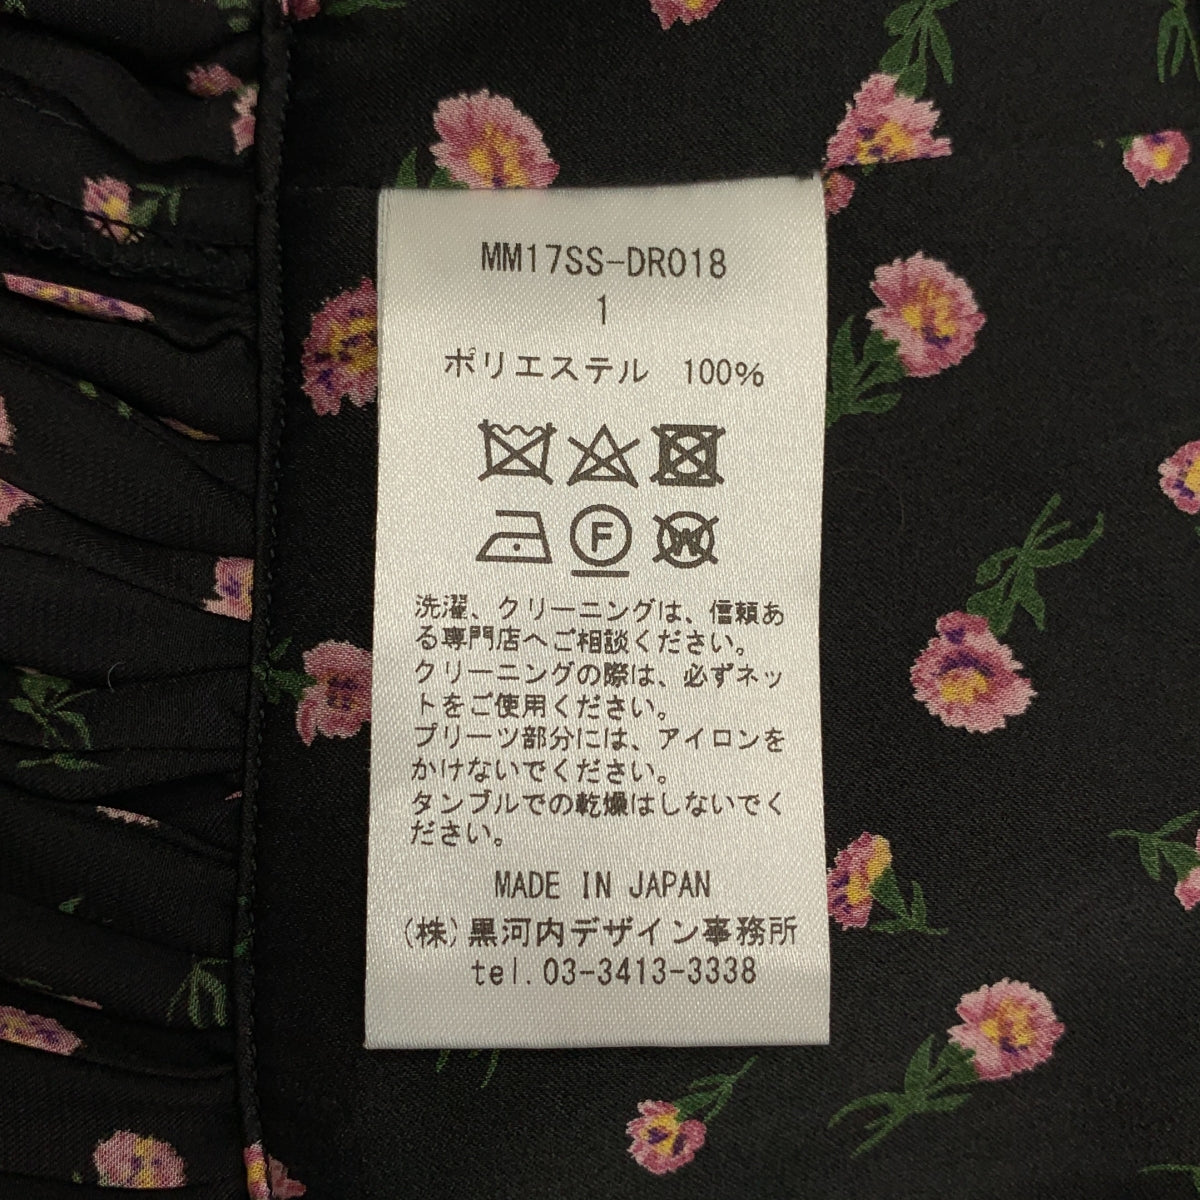 MM17SS-DR018
1
ポリエステル 100%
F W
洗濯、クリーニングは、信頼あ
る専門店へご相談ください。
クリーニングの際は、必ずネッ
トをご使用ください。
プリーツ部分には、アイロンを
かけないでください。
タンブルでの乾燥はしないでく
ださい。
MADE IN JAPAN
(株)黒河内デザイン事務所
tel.03-3413-3338